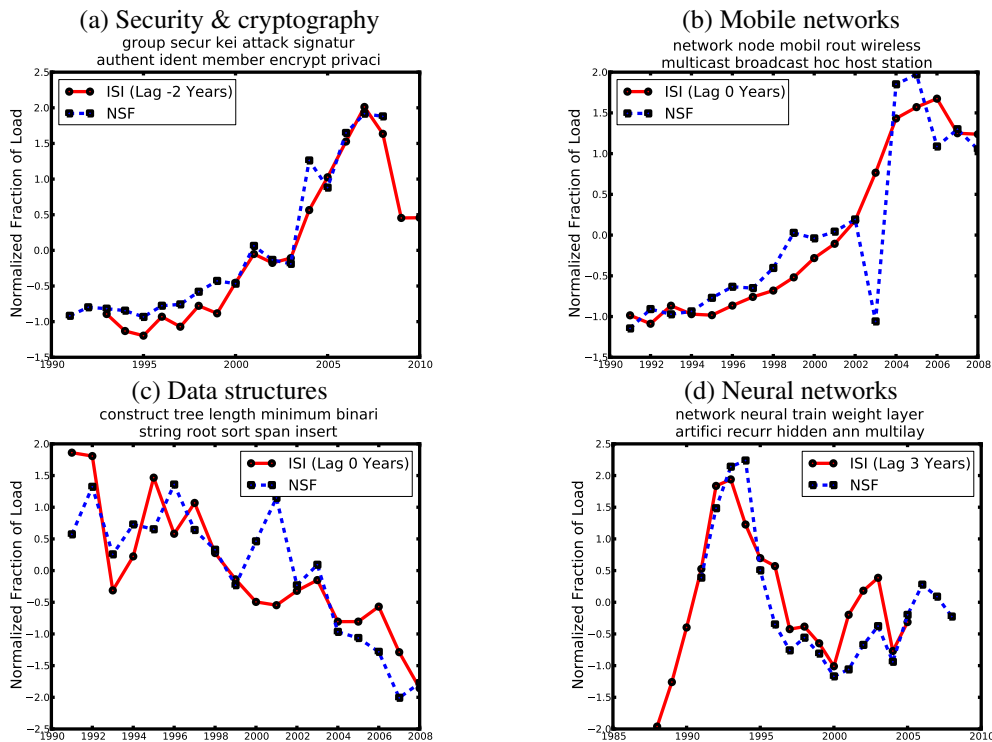 (a) Security & cryptography
group secur kei attack signatur
authent ident member encrypt privaci
Normalized Fraction of Load
2.5
2.0
1.5
1.0
0.5
0.0
−0.5
−1.0
−1.5
ISI (Lag -2 Years)
NSF
1990
1995
2000
2005
2010
(b) Mobile networks
network node mobil rout wireless
multicast broadcast hoc host station
Normalized Fraction of Load
2.0
1.5
1.0
0.5
0.0
−0.5
−1.0
−1.5
ISI (Lag 0 Years)
NSF
1990 1992 1994 1996 1998 2000 2002 2004 2006 2008
(c) Data structures
construct tree length minimum binari
string root sort span insert
Normalized Fraction of Load
2.0
1.5
1.0
0.5
0.0
−0.5
−1.0
−1.5
−2.0
−2.5
ISI (Lag 0 Years)
NSF
1990 1992 1994 1996 1998 2000 2002 2004 2006 2008
(d) Neural networks
network neural train weight layer
artifici recurr hidden ann multilay
Normalized Fraction of Load
2.5
2.0
1.5
1.0
0.5
0.0
−0.5
−1.0
−1.5
−2.0
ISI (Lag 3 Years)
NSF
1985
1990
1995
2000
2005
2010